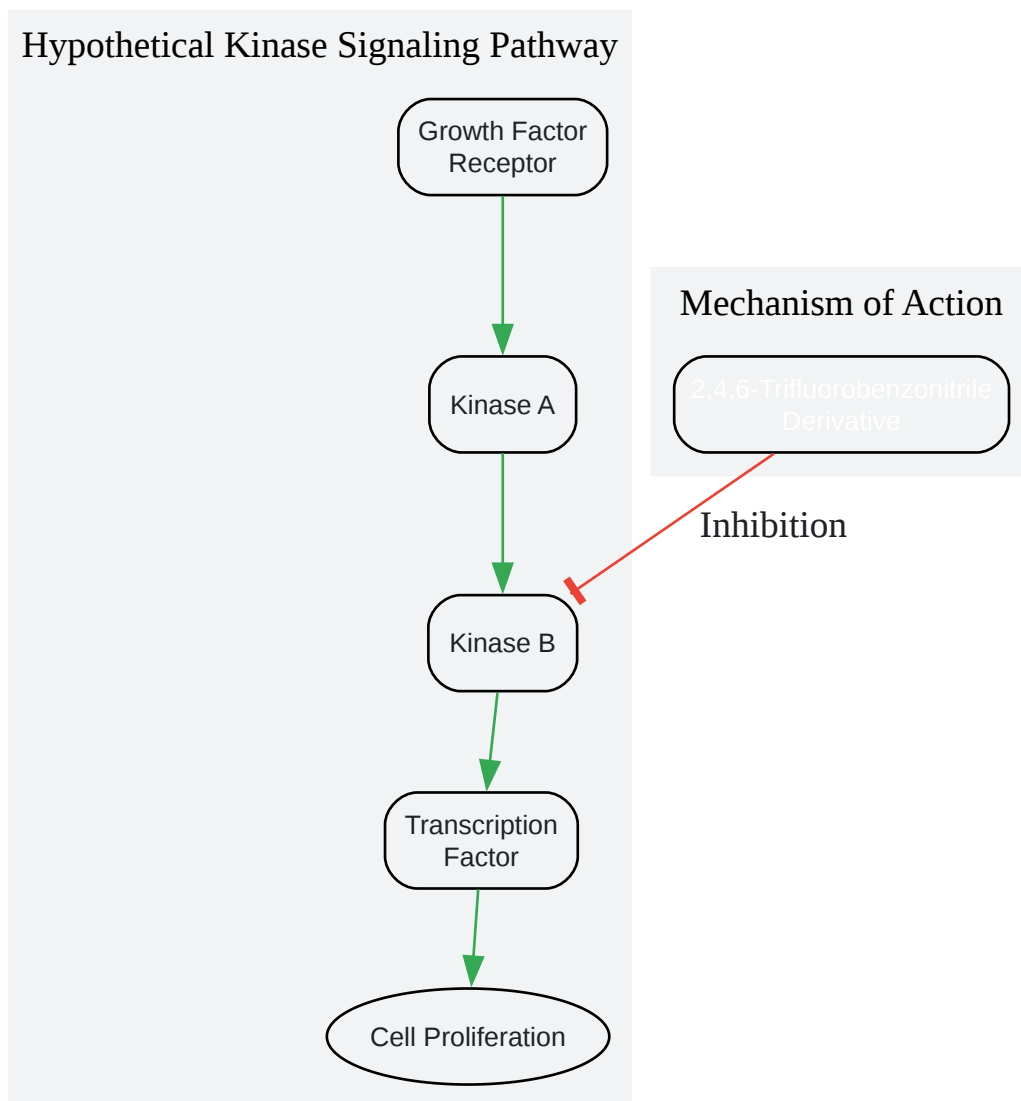 Hypothetical Kinase Signaling Pathway
Growth Factor
Receptor
Mechanism of Action
2,4,6-Trifluorobenzonitrile
Derivative
Kinase A
Inhibition
Kinase B
Transcription
Factor
Cell Proliferation